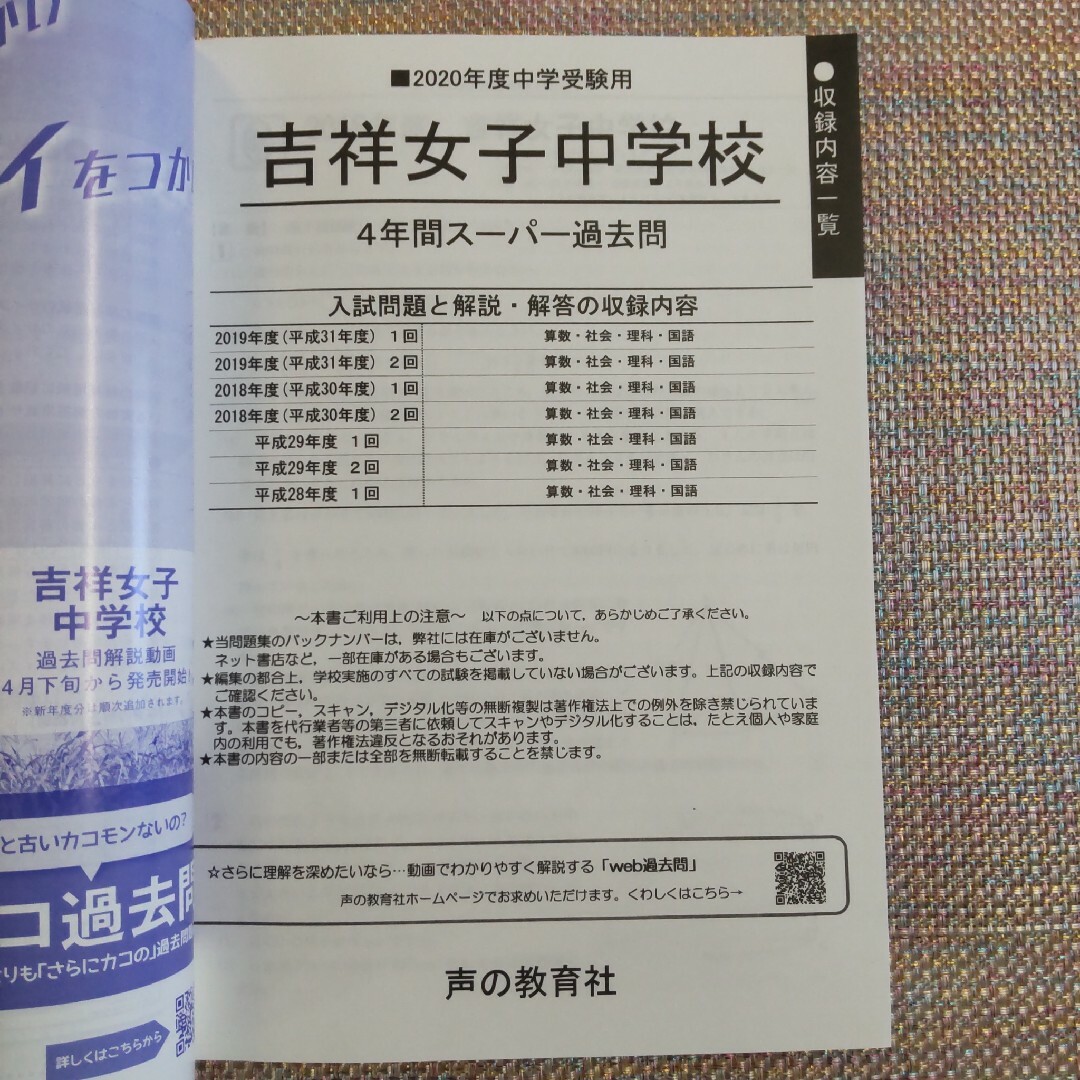 イをつか
吉祥女子
中学校
過去問解説動画
4月下旬から発売開始!
※新年度分は順次追加されます。
と古いカコモンないの?
コ過去問
りも「さらにカコの」過去問
詳しくはこちらから
■2020年度中学受験用
吉祥女子中学校
4年間スーパー過去問
●収録内容一覧
入試問題と解説・解答の収録内容
2019年度(平成31年度) 1回 算数・社会・理科・国語
2019年度(平成31年度) 2回 算数・社会・理科・国語
2018年度(平成30年度) 1回 算数・社会・理科・国語
2018年度(平成30年度) 2回 算数・社会・理科・国語
平成29年度 1回 算数・社会・理科・国語
平成29年度 2回 算数・社会・理科・国語
平成28年度 1回 算数・社会・理科・国語
~本書ご利用上の注意~ 以下の点について,あらかじめご了承ください。
★当問題集のバックナンバーは,弊社には在庫がございません。
ネット書店など,一部在庫がある場合もございます。
★編集の都合上,学校実施のすべての試験を掲載していない場合がございます。上記の収録内容で
ご確認ください。
★本書のコピー,スキャン,デジタル化等の無断複製は著作権法上での例外を除き禁じられていま
す。本書を代行業者等の第三者に依頼してスキャンやデジタル化することは,たとえ個人や家庭
内の利用でも,著作権法違反となるおそれがあります。
★本書の内容の一部または全部を無断転載することを禁じます。
☆さらに理解を深めたいなら…動画でわかりやすく解説する「web過去問」
声の教育社ホームページでお求めいただけます。くわしくはこちら→
声の教育社